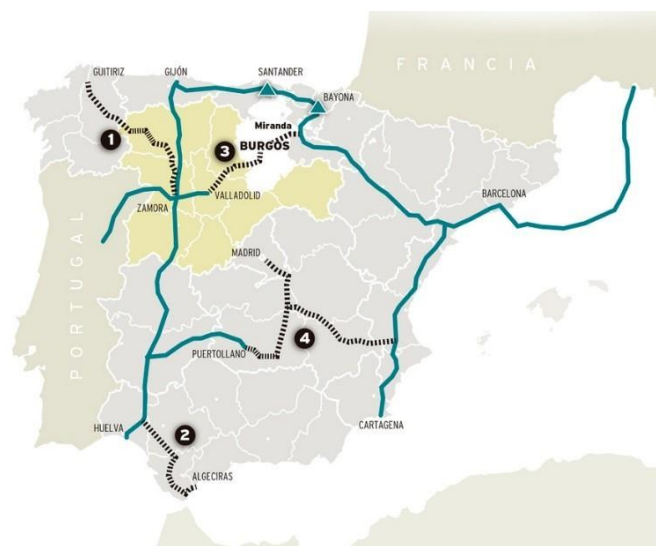 FRANCIA
GUITIRIZ
GIJÓN
SANTANDER
BAYONA
Miranda
1
3
BURGOS
ZAMORA
VALLADOLID
BARCELONA
PORTUGAL
MADRID
4
PUERTOLLANO
HUELVA
2
CARTAGENA
ALGECIRAS